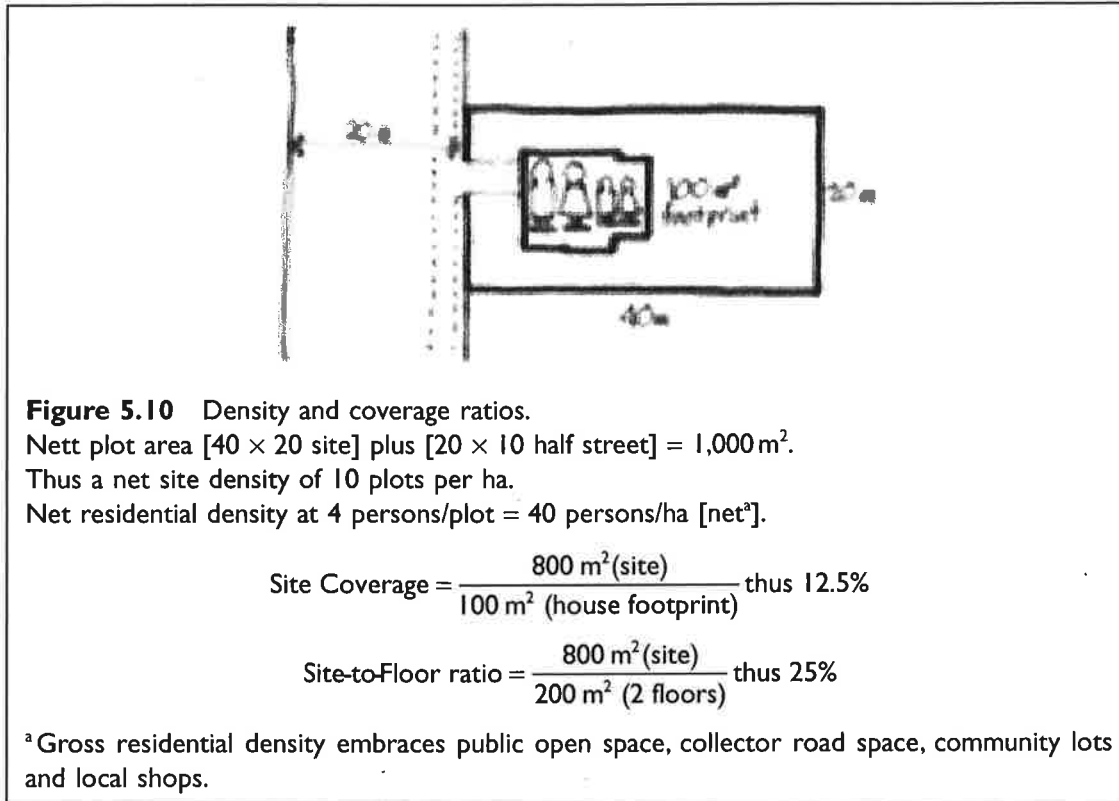 20 m
100 m²
footprint
20 m
40 m
Figure 5.10 Density and coverage ratios.
Nett plot area [40 × 20 site] plus [20 × 10 half street] = 1,000 m².
Thus a net site density of 10 plots per ha.
Net residential density at 4 persons/plot = 40 persons/ha [netᵃ].
Site Coverage = 800 m² (site) / 100 m² (house footprint) thus 12.5%
Site-to-Floor ratio = 800 m² (site) / 200 m² (2 floors) thus 25%
ᵃ Gross residential density embraces public open space, collector road space, community lots
and local shops.